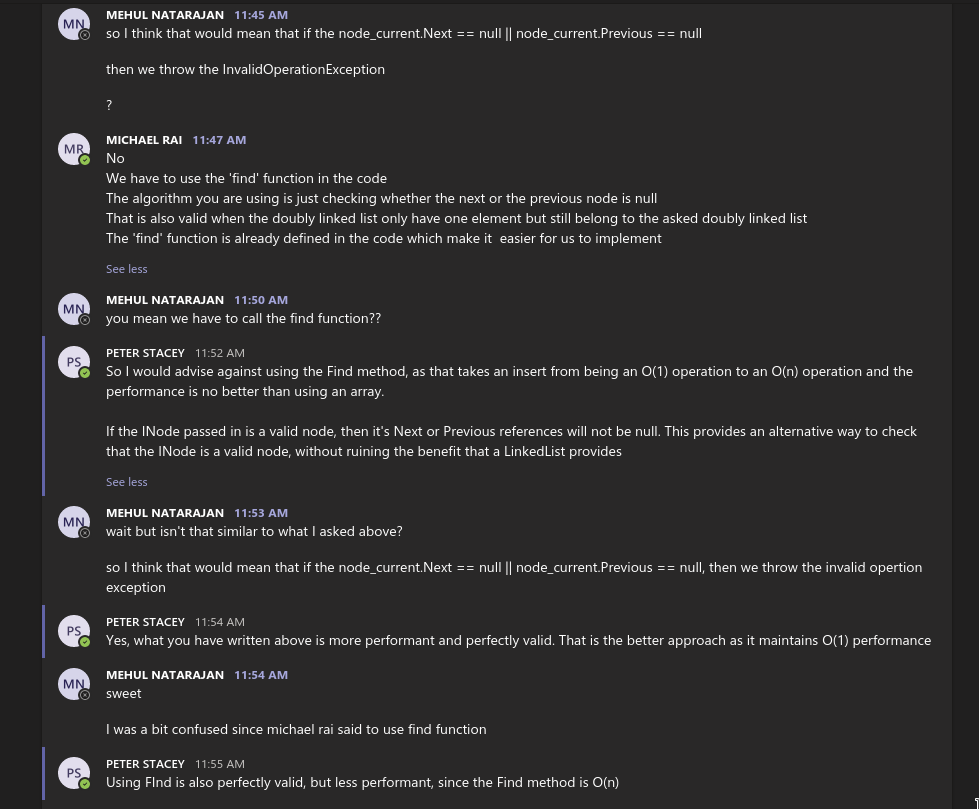 MN MEHUL NATARAJAN 11:45 AM
so I think that would mean that if the node_current.Next == null || node_current.Previous == null
then we throw the InvalidOperationException
?
MR MICHAEL RAI 11:47 AM
No
We have to use the 'find' function in the code
The algorithm you are using is just checking whether the next or the previous node is null
That is also valid when the doubly linked list only have one element but still belong to the asked doubly linked list
The 'find' function is already defined in the code which make it  easier for us to implement
See less
MN MEHUL NATARAJAN 11:50 AM
you mean we have to call the find function??
PS PETER STACEY 11:52 AM
So I would advise against using the Find method, as that takes an insert from being an O(1) operation to an O(n) operation and the
performance is no better than using an array.
If the INode passed in is a valid node, then it's Next or Previous references will not be null. This provides an alternative way to check
that the INode is a valid node, without ruining the benefit that a LinkedList provides
See less
MN MEHUL NATARAJAN 11:53 AM
wait but isn't that similar to what I asked above?
so I think that would mean that if the node_current.Next == null || node_current.Previous == null, then we throw the invalid opertion
exception
PS PETER STACEY 11:54 AM
Yes, what you have written above is more performant and perfectly valid. That is the better approach as it maintains O(1) performance
MN MEHUL NATARAJAN 11:54 AM
sweet
I was a bit confused since michael rai said to use find function
PS PETER STACEY 11:55 AM
Using FInd is also perfectly valid, but less performant, since the Find method is O(n)